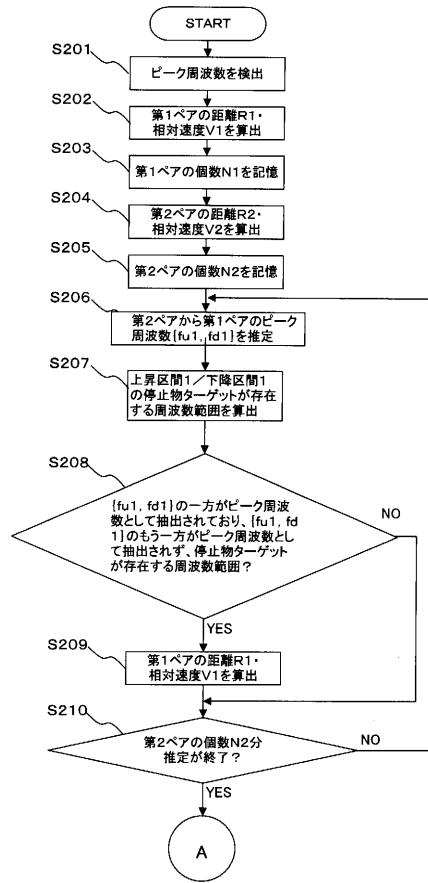 START
S201
ピーク周波数を検出
S202
第1ペアの距離R1・
相対速度V1を算出
S203
第1ペアの個数N1を記憶
S204
第2ペアの距離R2・
相対速度V2を算出
S205
第2ペアの個数N2を記憶
S206
第2ペアから第1ペアのピーク
周波数{fu1, fd1}を推定
S207
上昇区間1/下降区間1
の停止物ターゲットが存在
する周波数範囲を算出
S208
{fu1, fd1}の一方がピーク周波
数として抽出されており、{fu1, fd
1}のもう一方がピーク周波数とし
て抽出されず、停止物ターゲット
が存在する周波数範囲?
NO
YES
S209
第1ペアの距離R1・
相対速度V1を算出
S210
第2ペアの個数N2分
推定が終了?
NO
YES
A